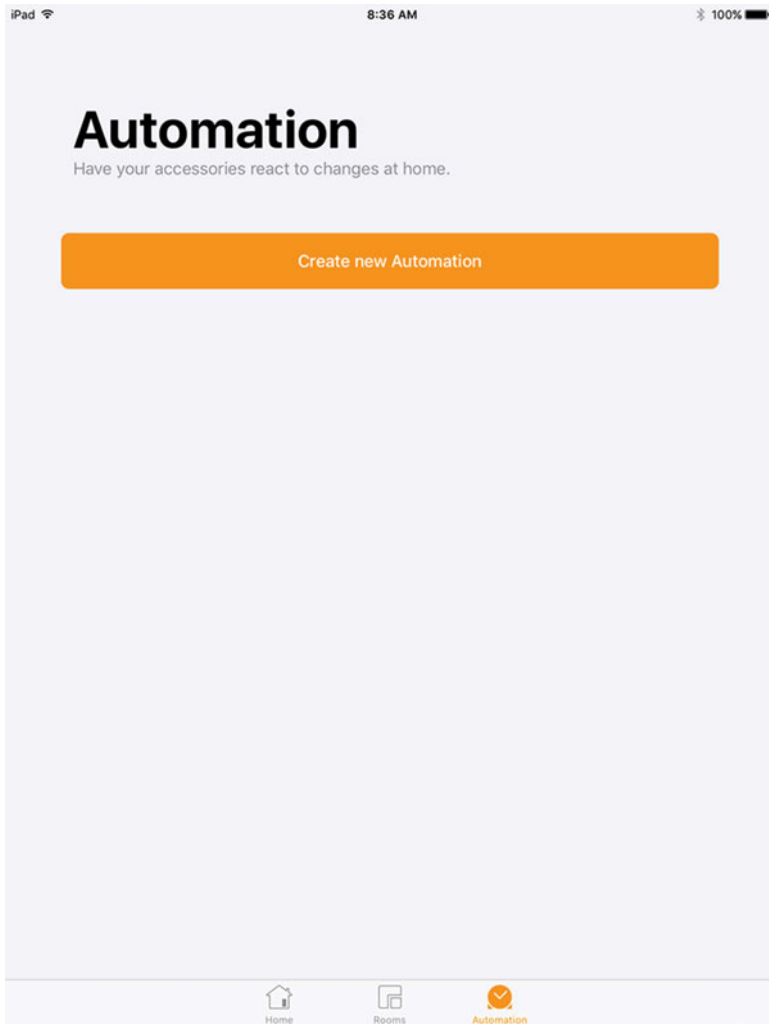 iPad
8:36 AM
100%
Automation
Have your accessories react to changes at home.
Create new Automation
Home
Rooms
Automation